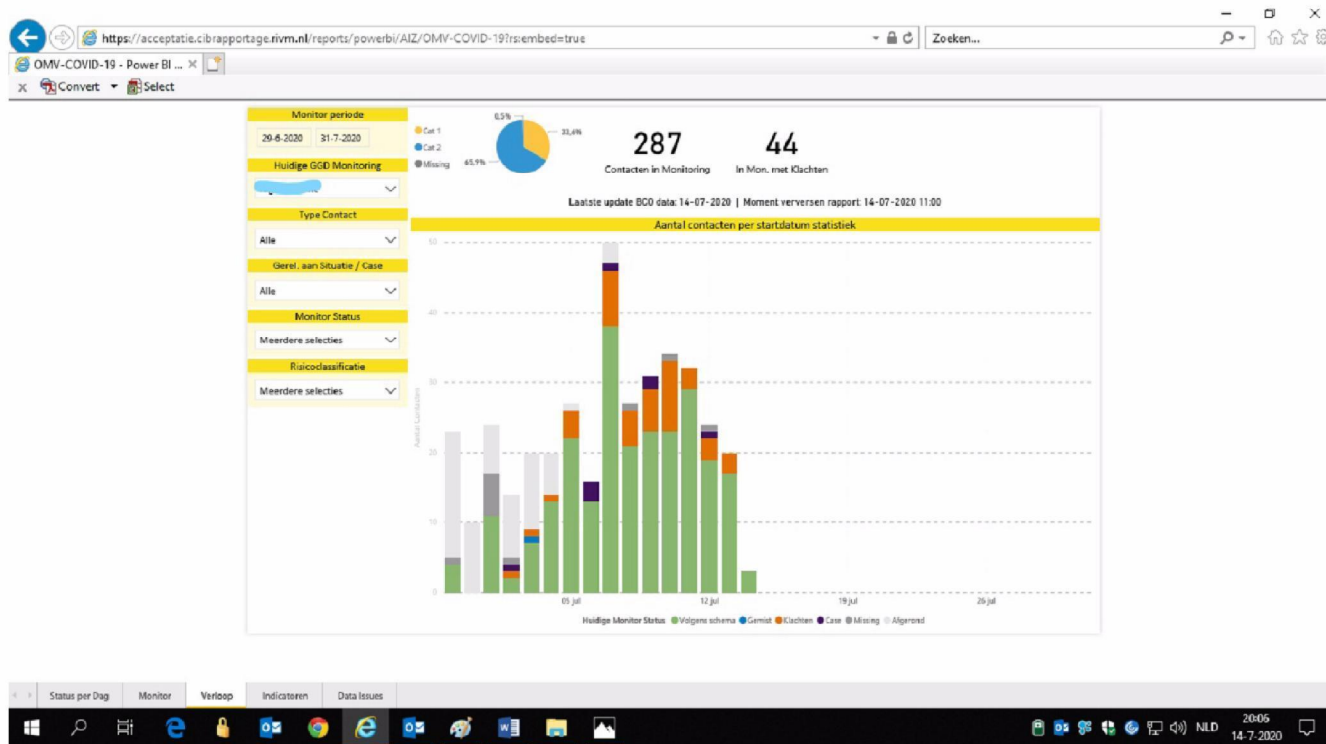 https://acceptatie.cibrapportage.rivm.nl/reports/powerbi/AIZ/OMV-COVID-19?rs:embed=true
Zoeken...
OMV-COVID-19 - Power BI ...
Convert
Select
Monitor periode
29-6-2020 31-7-2020
Huidige GGD Monitoring
Type Contact
Alle
Gerel. aan Situatie / Case
Alle
Monitor Status
Meerdere selecties
Risicoclassificatie
Meerdere selecties
Cat 1
Cat 2
Missing
0,5%
65,9%
287
Contacten in Monitoring
44
In Mon. met Klachten
Laatste update BCO data: 14-07-2020 | Moment verversen rapport: 14-07-2020 11:00
Aantal contacten per startdatum statistiek
Aantal Contacten
50
40
30
20
10
0
05 jul 12 jul 19 jul 26 jul
Huidige Monitor Status Volgens schema Gemist Klachten Case Missing Afgerond
Status per Dag Monitor Verloop Indicatoren Data Issues
NLD
20:06
14-7-2020